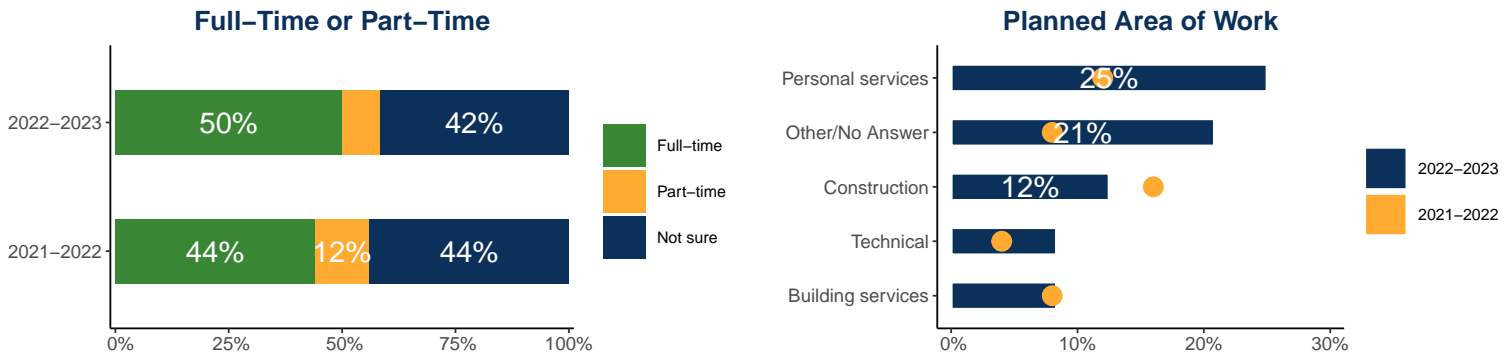 Full–Time or Part–Time
2022–2023
50%
42%
2021–2022
44%
12%
44%
0%
25%
50%
75%
100%
Full–time
Part–time
Not sure
Planned Area of Work
Personal services
25%
Other/No Answer
21%
Construction
12%
Technical
Building services
0%
10%
20%
30%
2022–2023
2021–2022